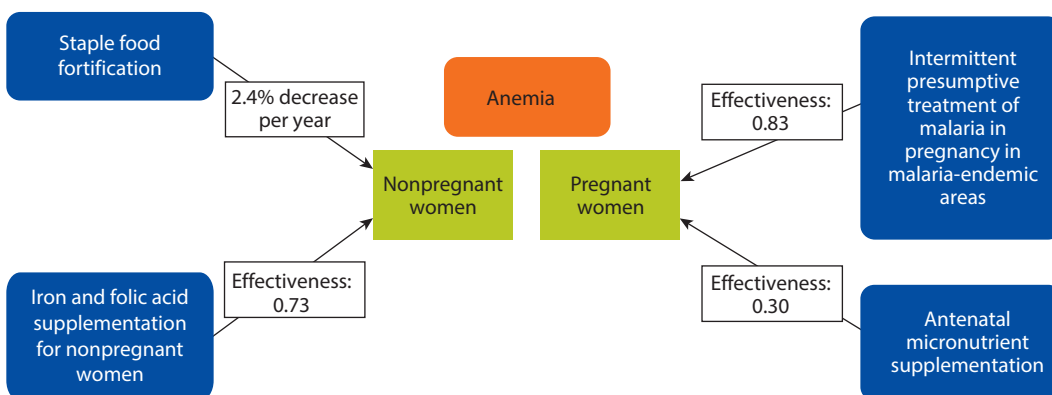 Staple food
fortification
2.4% decrease
per year
Anemia
Effectiveness:
0.83
Intermittent
presumptive
treatment of
malaria in
pregnancy in
malaria-endemic
areas
Nonpregnant
women
Pregnant
women
Iron and folic acid
supplementation
for nonpregnant
women
Effectiveness:
0.73
Effectiveness:
0.30
Antenatal
micronutrient
supplementation